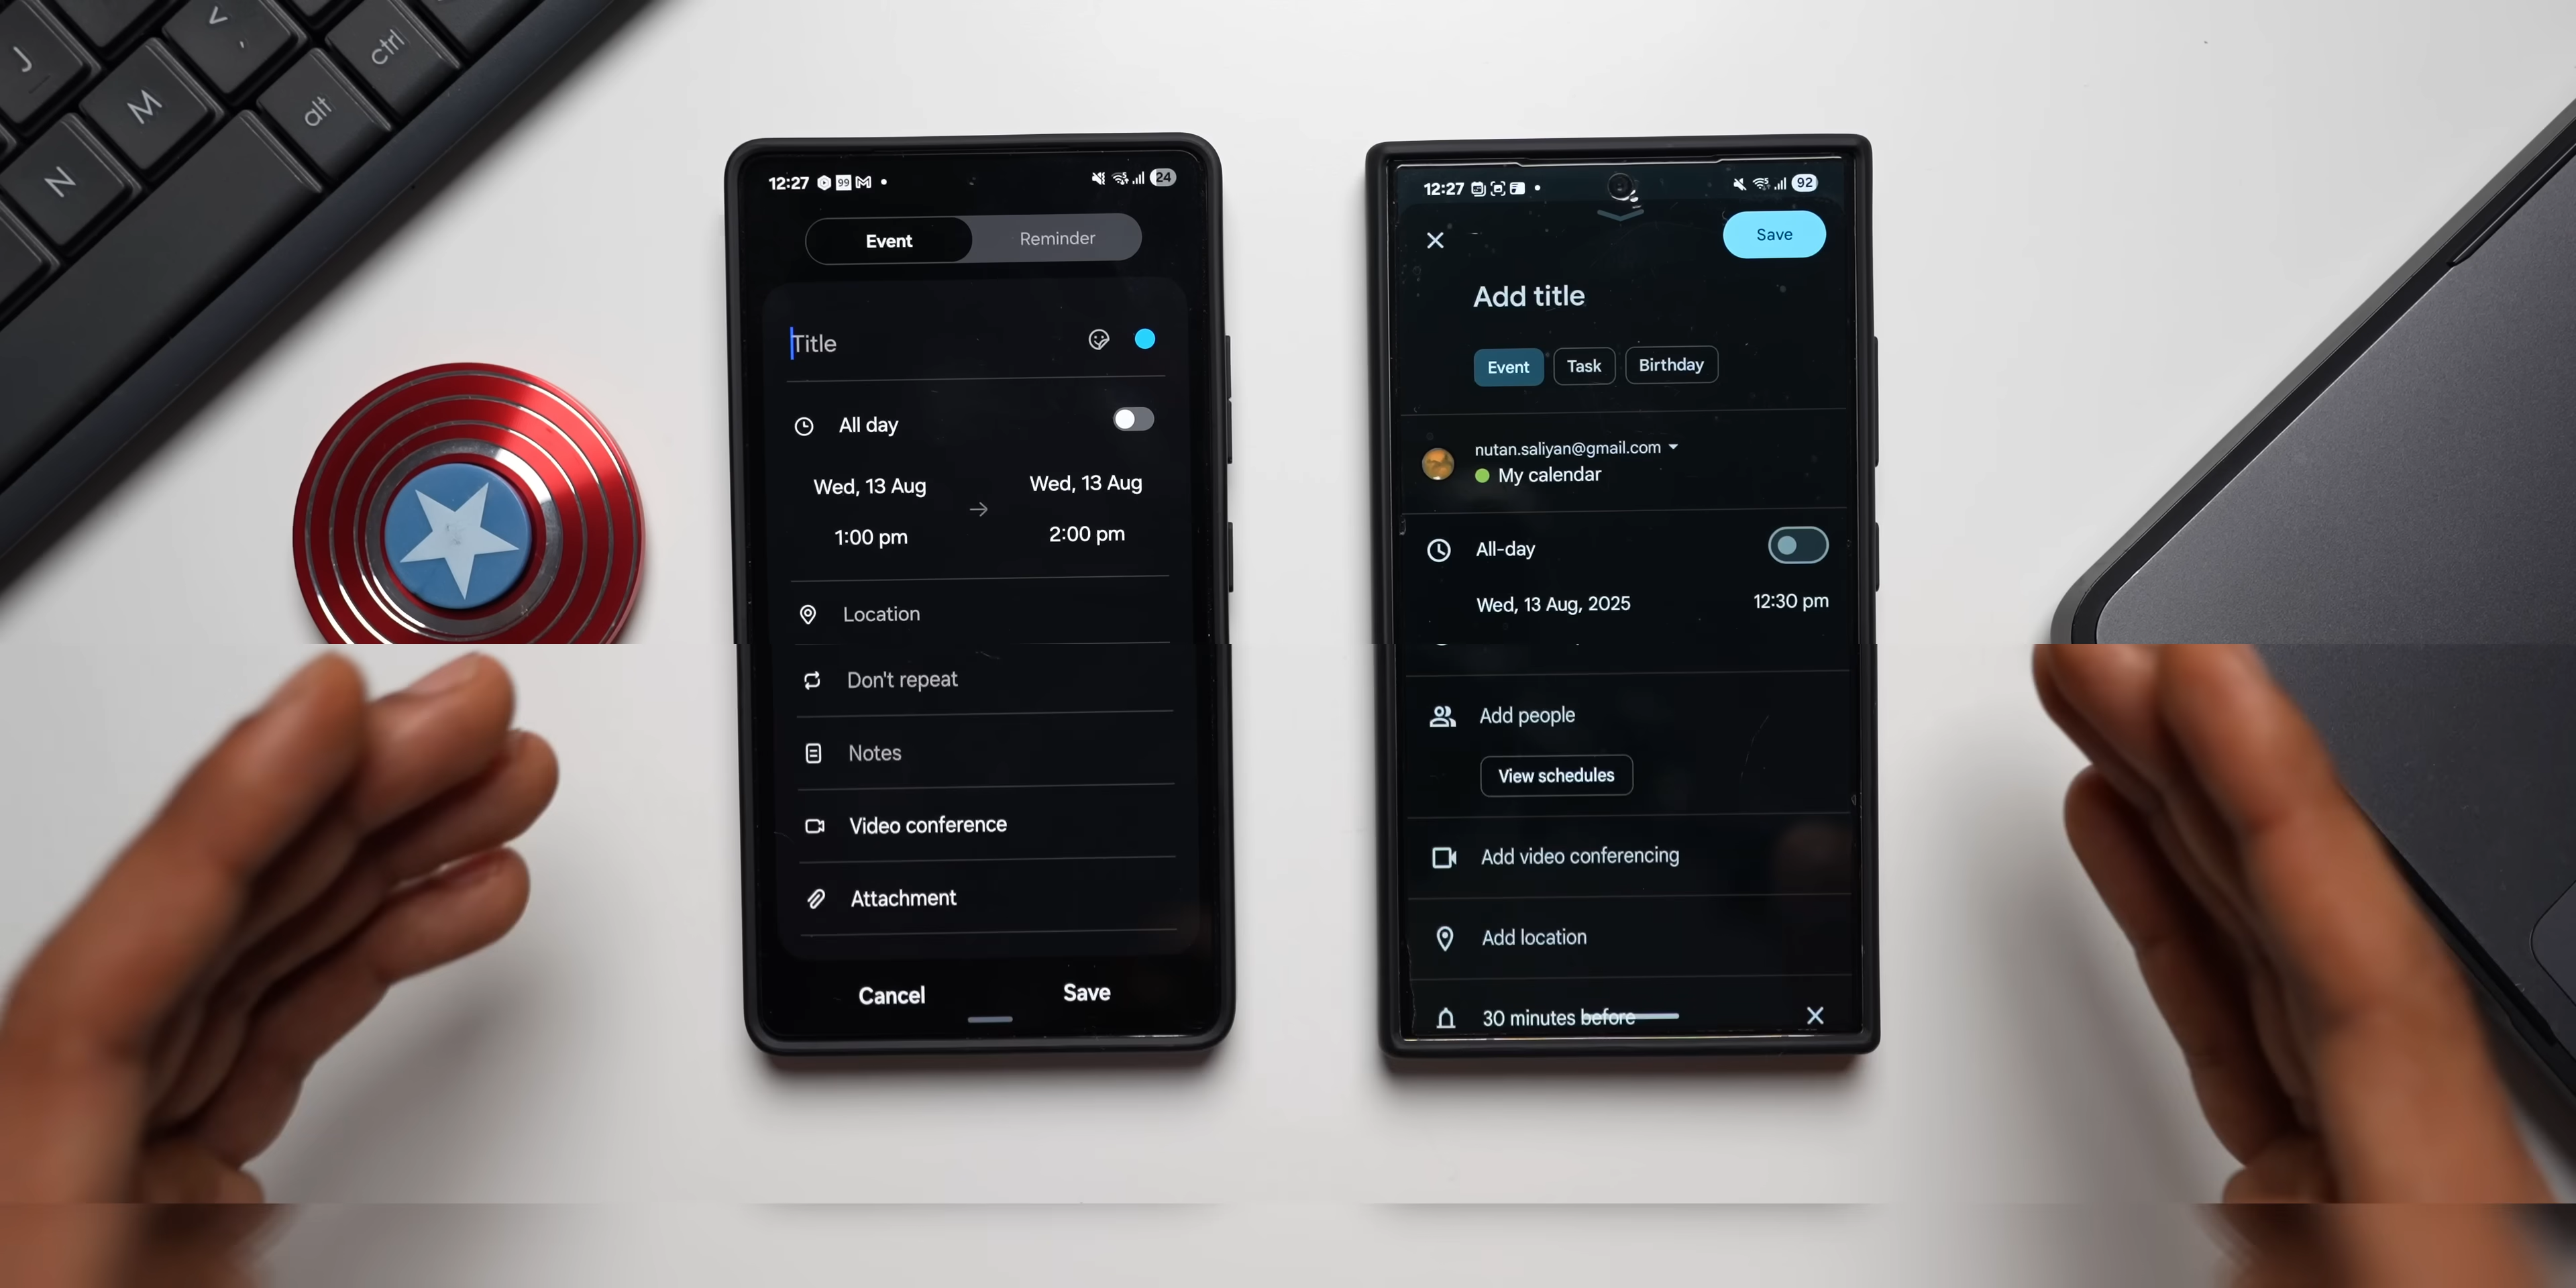 J
V
,
ctrl
M
alt
N
12:27 99
24
Event
Reminder
Title
All day
Wed, 13 Aug
Wed, 13 Aug
1:00 pm
2:00 pm
Location
Don't repeat
Notes
Video conference
Attachment
Cancel
Save
12:27
92
Save
Add title
Event
Task
Birthday
nutan.saliyan@gmail.com
My calendar
All-day
Wed, 13 Aug, 2025
12:30 pm
Add people
View schedules
Add video conferencing
Add location
30 minutes before